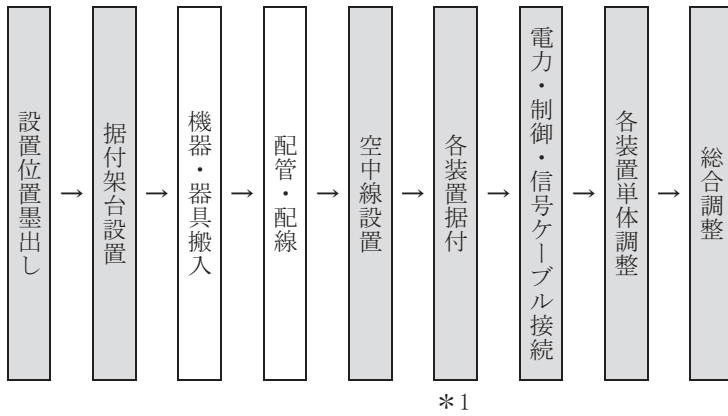 設置位置墨出し
→
据付架台設置
→
機器・器具搬入
→
配管・配線
→
空中線設置
→
各装置据付
→
電力・制御・信号ケーブル接続
→
各装置単体調整
→
総合調整
＊1